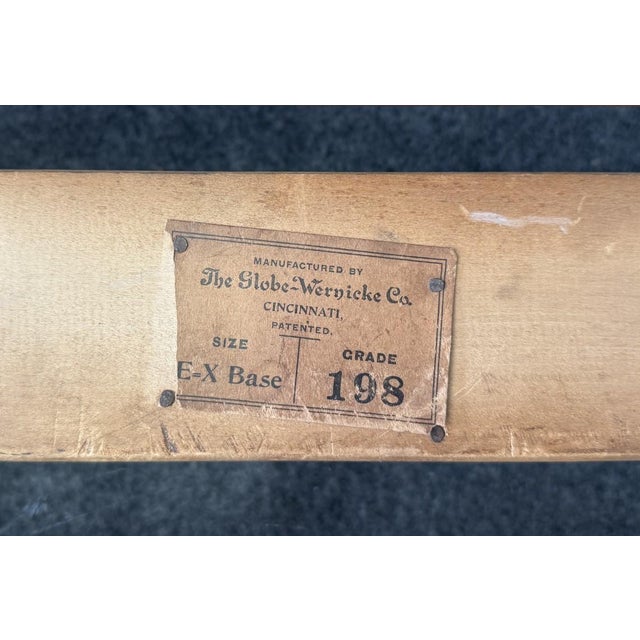 MANUFACTURED BY
The Globe-Wernicke Co.
CINCINNATI,
PATENTED,
SIZE
E-X Base
GRADE
198